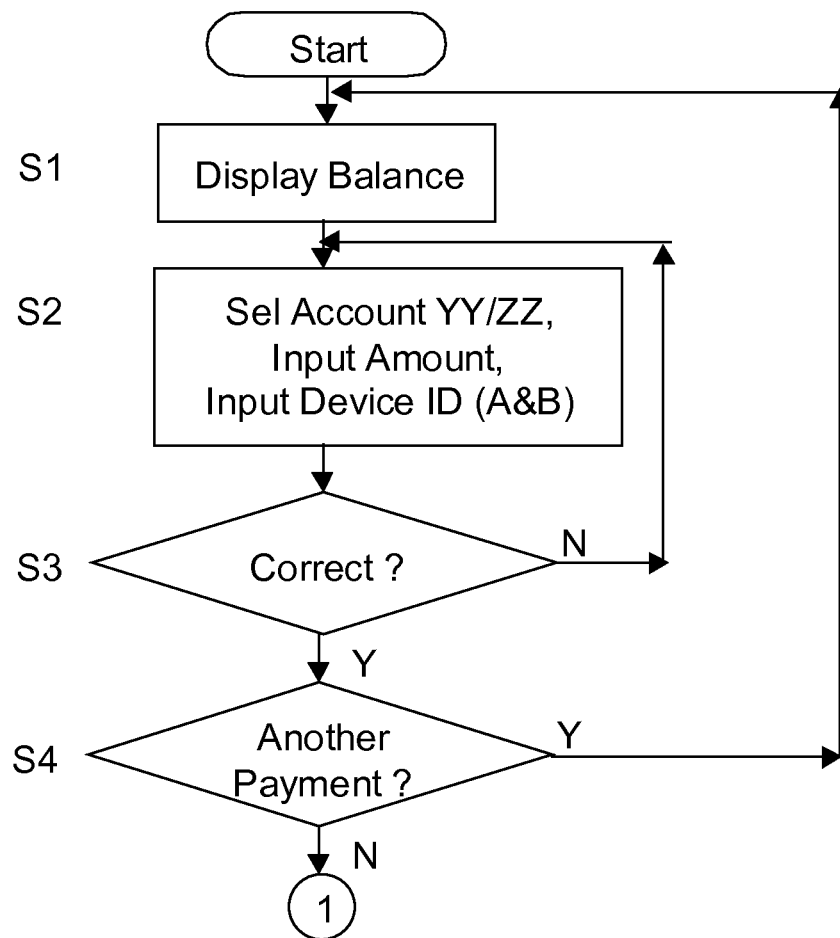 Start
S1
Display Balance
S2
Sel Account YY/ZZ,
Input Amount,
Input Device ID (A&B)
S3
Correct ?
N
Y
S4
Another
Payment ?
Y
N
1